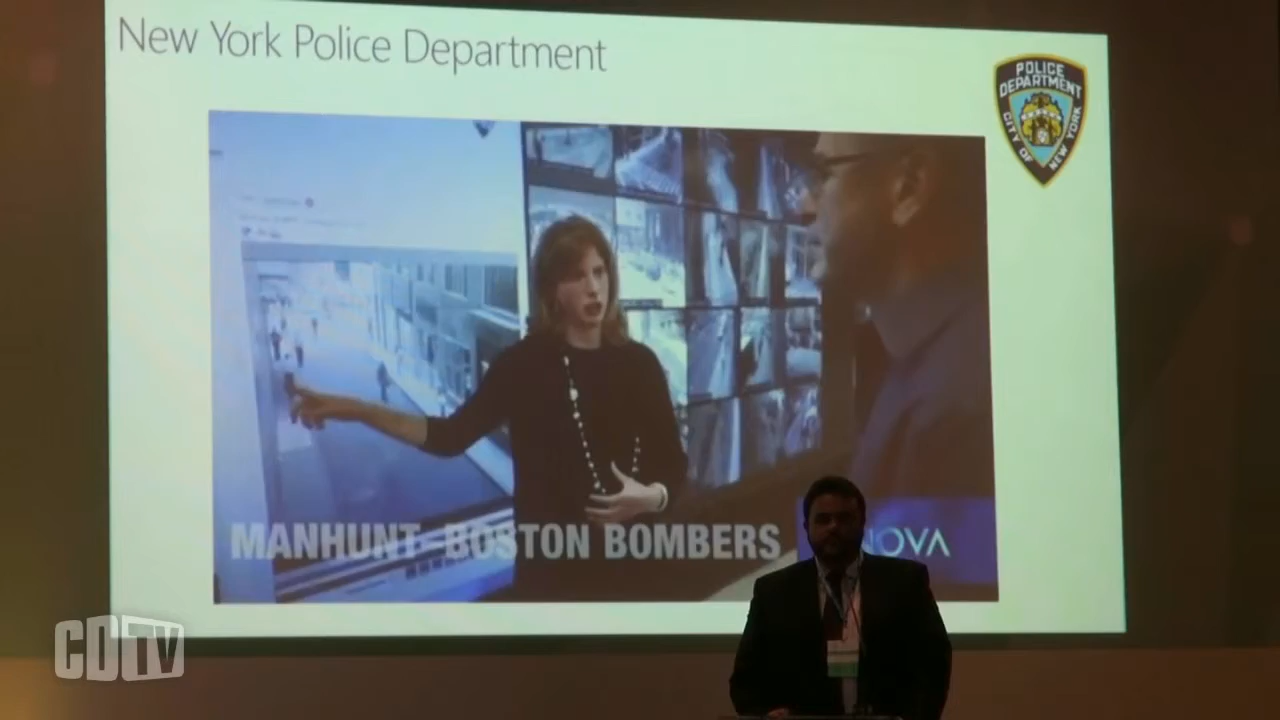 New York Police Department
POLICE
DEPARTMENT
CITY OF
NEW YORK
MANHUNT- BOSTON BOMBERS
NOVA
CDTV